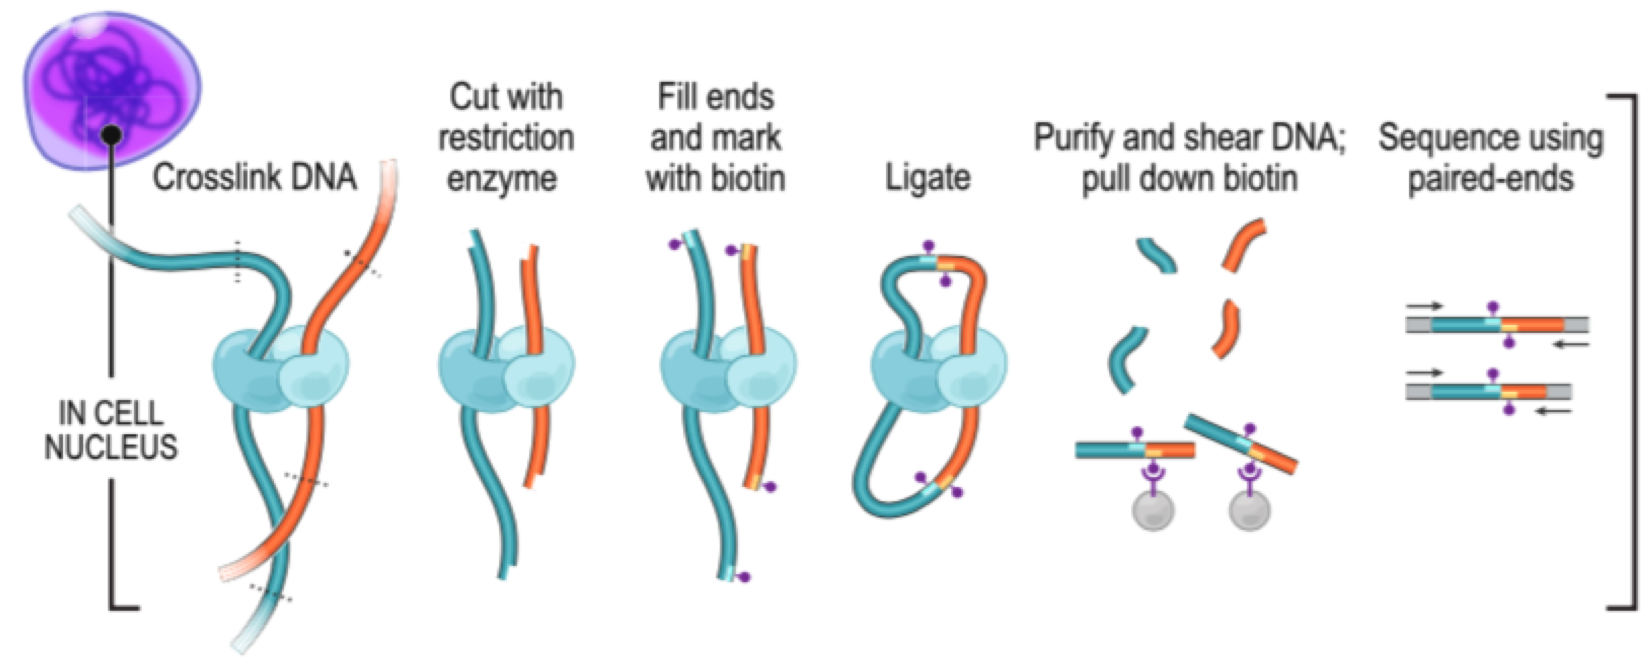 Crosslink DNA
Cut with
restriction
enzyme
Fill ends
and mark
with biotin
Ligate
Purify and shear DNA;
pull down biotin
Sequence using
paired-ends
IN CELL
NUCLEUS